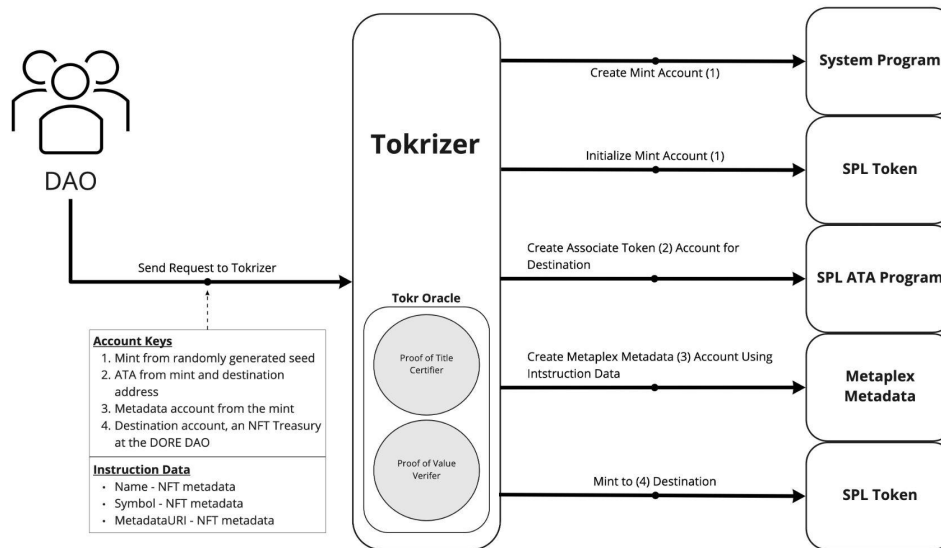 DAO
Send Request to Tokrizer
Account Keys
1. Mint from randomly generated seed
2. ATA from mint and destination
address
3. Metadata account from the mint
4. Destination account, an NFT Treasury
at the DORE DAO
Instruction Data
• Name - NFT metadata
• Symbol - NFT metadata
• MetadataURI - NFT metadata
Tokrizer
Tokr Oracle
Proof of Title
Certifier
Proof of Value
Verifer
Create Mint Account (1)
System Program
Initialize Mint Account (1)
SPL Token
Create Associate Token (2) Account for
Destination
SPL ATA Program
Create Metaplex Metadata (3) Account Using
Intstruction Data
Metaplex
Metadata
Mint to (4) Destination
SPL Token